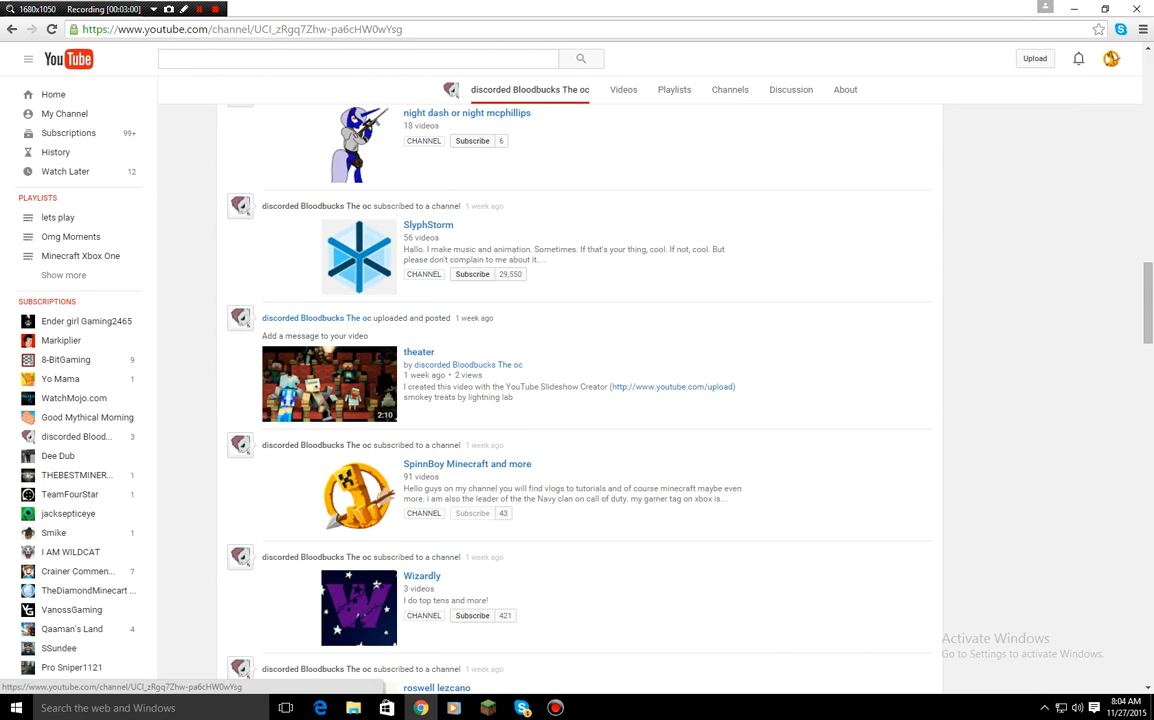 1680x1050 Recording [00:03:00]
https://www.youtube.com/channel/UCI_zRgq7Zhw-pa6cHW0wYsg
YouTube Upload
discorded Bloodbucks The oc Videos Playlists Channels Discussion About
Home
My Channel
Subscriptions 99+
History
Watch Later 12
PLAYLISTS
lets play
Omg Moments
Minecraft Xbox One
Show more
SUBSCRIPTIONS
Ender girl Gaming2465
Markiplier
8-BitGaming 9
Yo Mama 1
WatchMojo.com
Good Mythical Morning
discorded Blood... 3
Dee Dub
THEBESTMINER... 1
TeamFourStar 1
jacksepticeye
Smike 1
I AM WILDCAT
Crainer Commen... 7
TheDiamondMinecart ...
VanossGaming
Qaaman's Land 4
SSundee
Pro Sniper1121
night dash or night mcphillips
18 videos
CHANNEL Subscribe 6
discorded Bloodbucks The oc subscribed to a channel 1 week ago
SlyphStorm
56 videos
Hallo. I make music and animation. Sometimes. If that's your thing, cool. If not, cool. But
please don't complain to me about it....
CHANNEL Subscribe 29,550
discorded Bloodbucks The oc uploaded and posted 1 week ago
Add a message to your video
theater
by discorded Bloodbucks The oc
1 week ago • 2 views
I created this video with the YouTube Slideshow Creator (http://www.youtube.com/upload)
smokey treats by lightning lab
2:10
discorded Bloodbucks The oc subscribed to a channel 1 week ago
SpinnBoy Minecraft and more
91 videos
Hello guys on my channel you will find vlogs to tutorials and of course minecraft maybe even
more. i am also the leader of the the Navy clan on call of duty. my gamer tag on xbox is...
CHANNEL Subscribe 43
discorded Bloodbucks The oc subscribed to a channel 1 week ago
Wizardly
3 videos
I do top tens and more!
CHANNEL Subscribe 421
discorded Bloodbucks The oc subscribed to a channel 1 week ago
roswell lezcano
Activate Windows
Go to Settings to activate Windows.
https://www.youtube.com/channel/UCI_zRgq7Zhw-pa6cHW0wYsg
Search the web and Windows
8:04 AM
11/27/2015